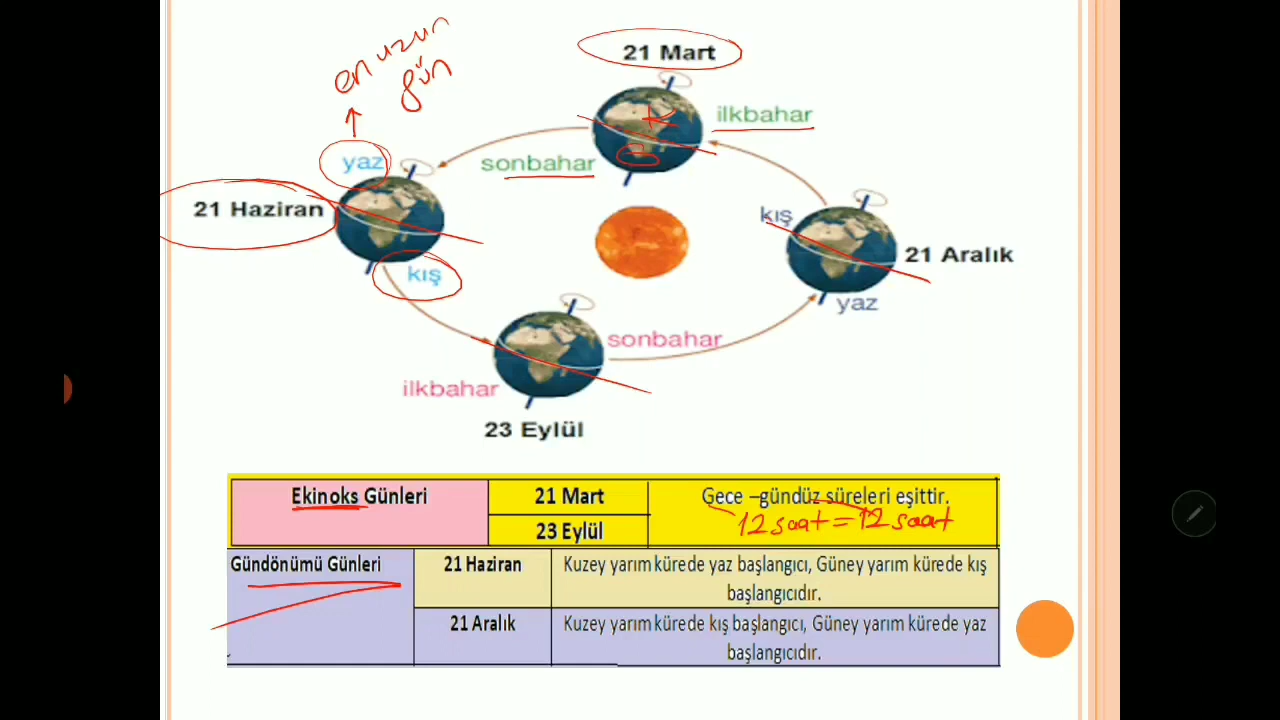 en uzun
gün
21 Mart
ilkbahar
K
G
sonbahar
yaz
21 Haziran
kış
kış
21 Aralık
yaz
sonbahar
ilkbahar
23 Eylül
Ekinoks Günleri
21 Mart
Gece –gündüz süreleri eşittir.
12 saat = 12 saat
23 Eylül
Gündönümü Günleri
21 Haziran
Kuzey yarım kürede yaz başlangıcı, Güney yarım kürede kış
başlangıcıdır.
21 Aralık
Kuzey yarım kürede kış başlangıcı, Güney yarım kürede yaz
başlangıcıdır.